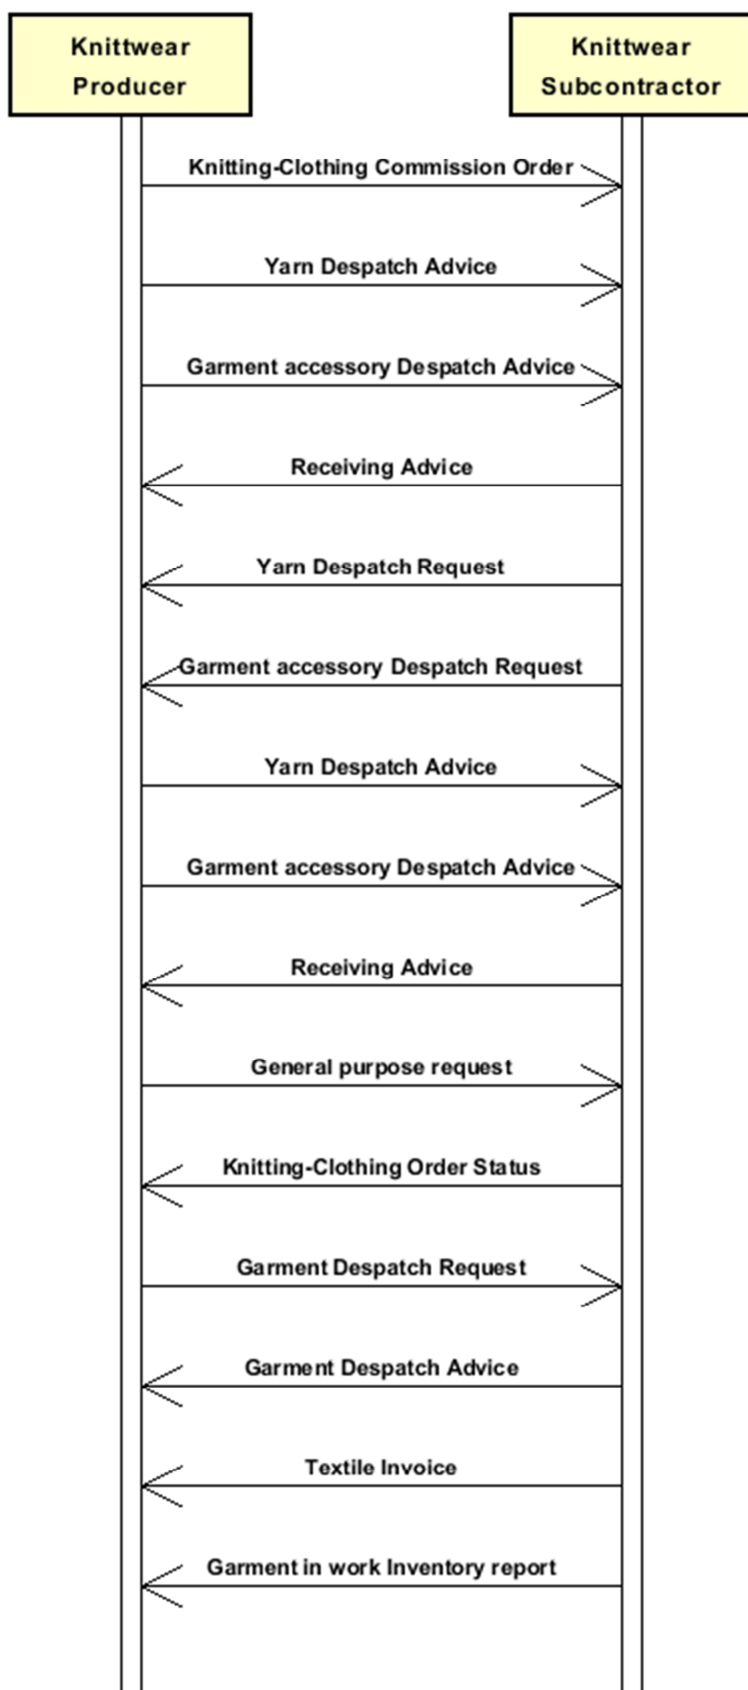 Knittwear
Producer
Knittwear
Subcontractor
Knitting-Clothing Commission Order
Yarn Despatch Advice
Garment accessory Despatch Advice
Receiving Advice
Yarn Despatch Request
Garment accessory Despatch Request
Yarn Despatch Advice
Garment accessory Despatch Advice
Receiving Advice
General purpose request
Knitting-Clothing Order Status
Garment Despatch Request
Garment Despatch Advice
Textile Invoice
Garment in work Inventory report